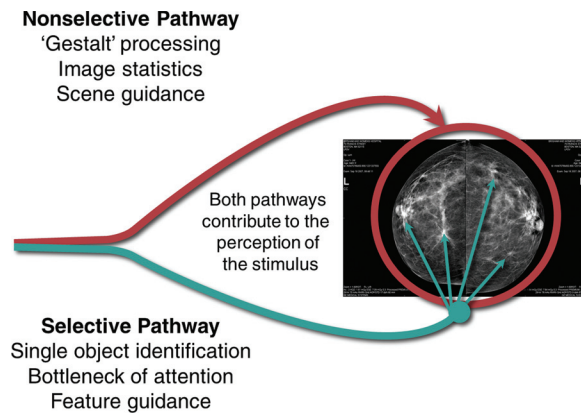 Nonselective Pathway
‘Gestalt’ processing
Image statistics
Scene guidance
Both pathways
contribute to the
perception of
the stimulus
L
L
Selective Pathway
Single object identification
Bottleneck of attention
Feature guidance